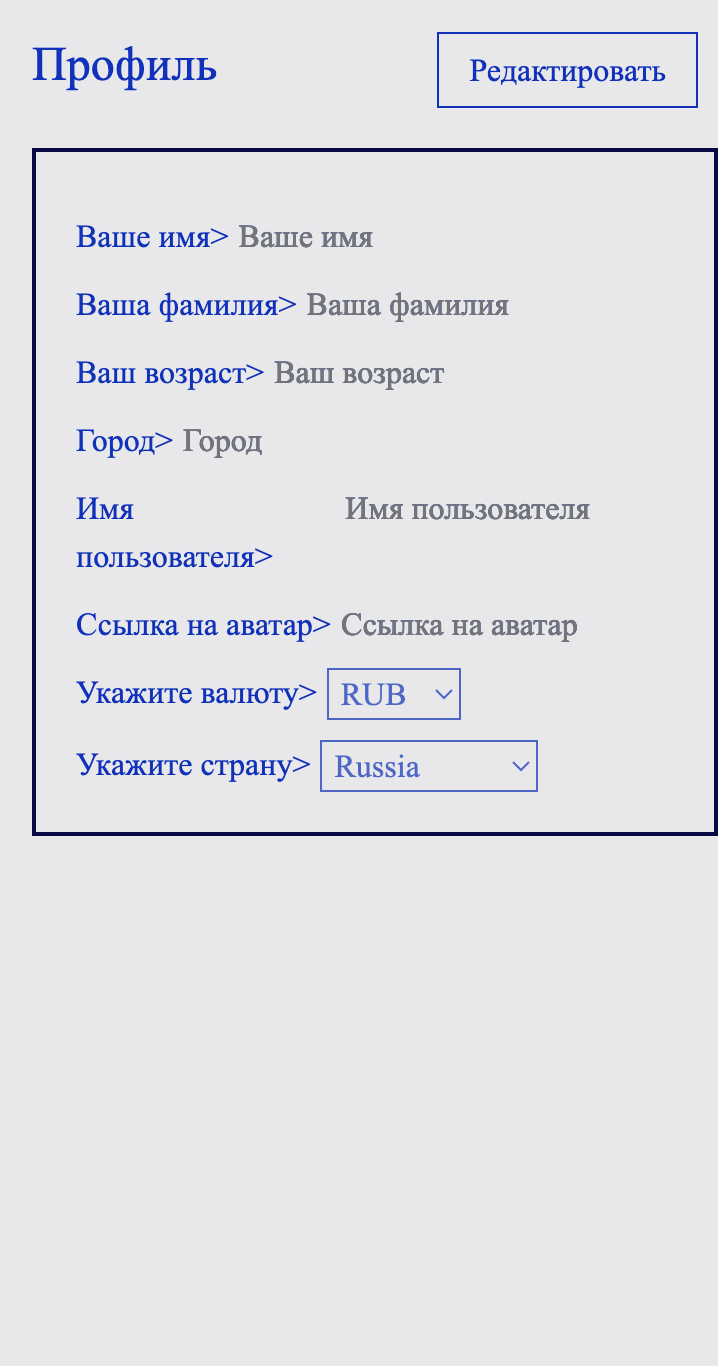 Профиль Редактировать
Ваше имя> Ваше имя
Ваша фамилия> Ваша фамилия
Ваш возраст> Ваш возраст
Город> Город
Имя Имя пользователя
пользователя>
Ссылка на аватар> Ссылка на аватар
Укажите валюту> RUB
Укажите страну> Russia